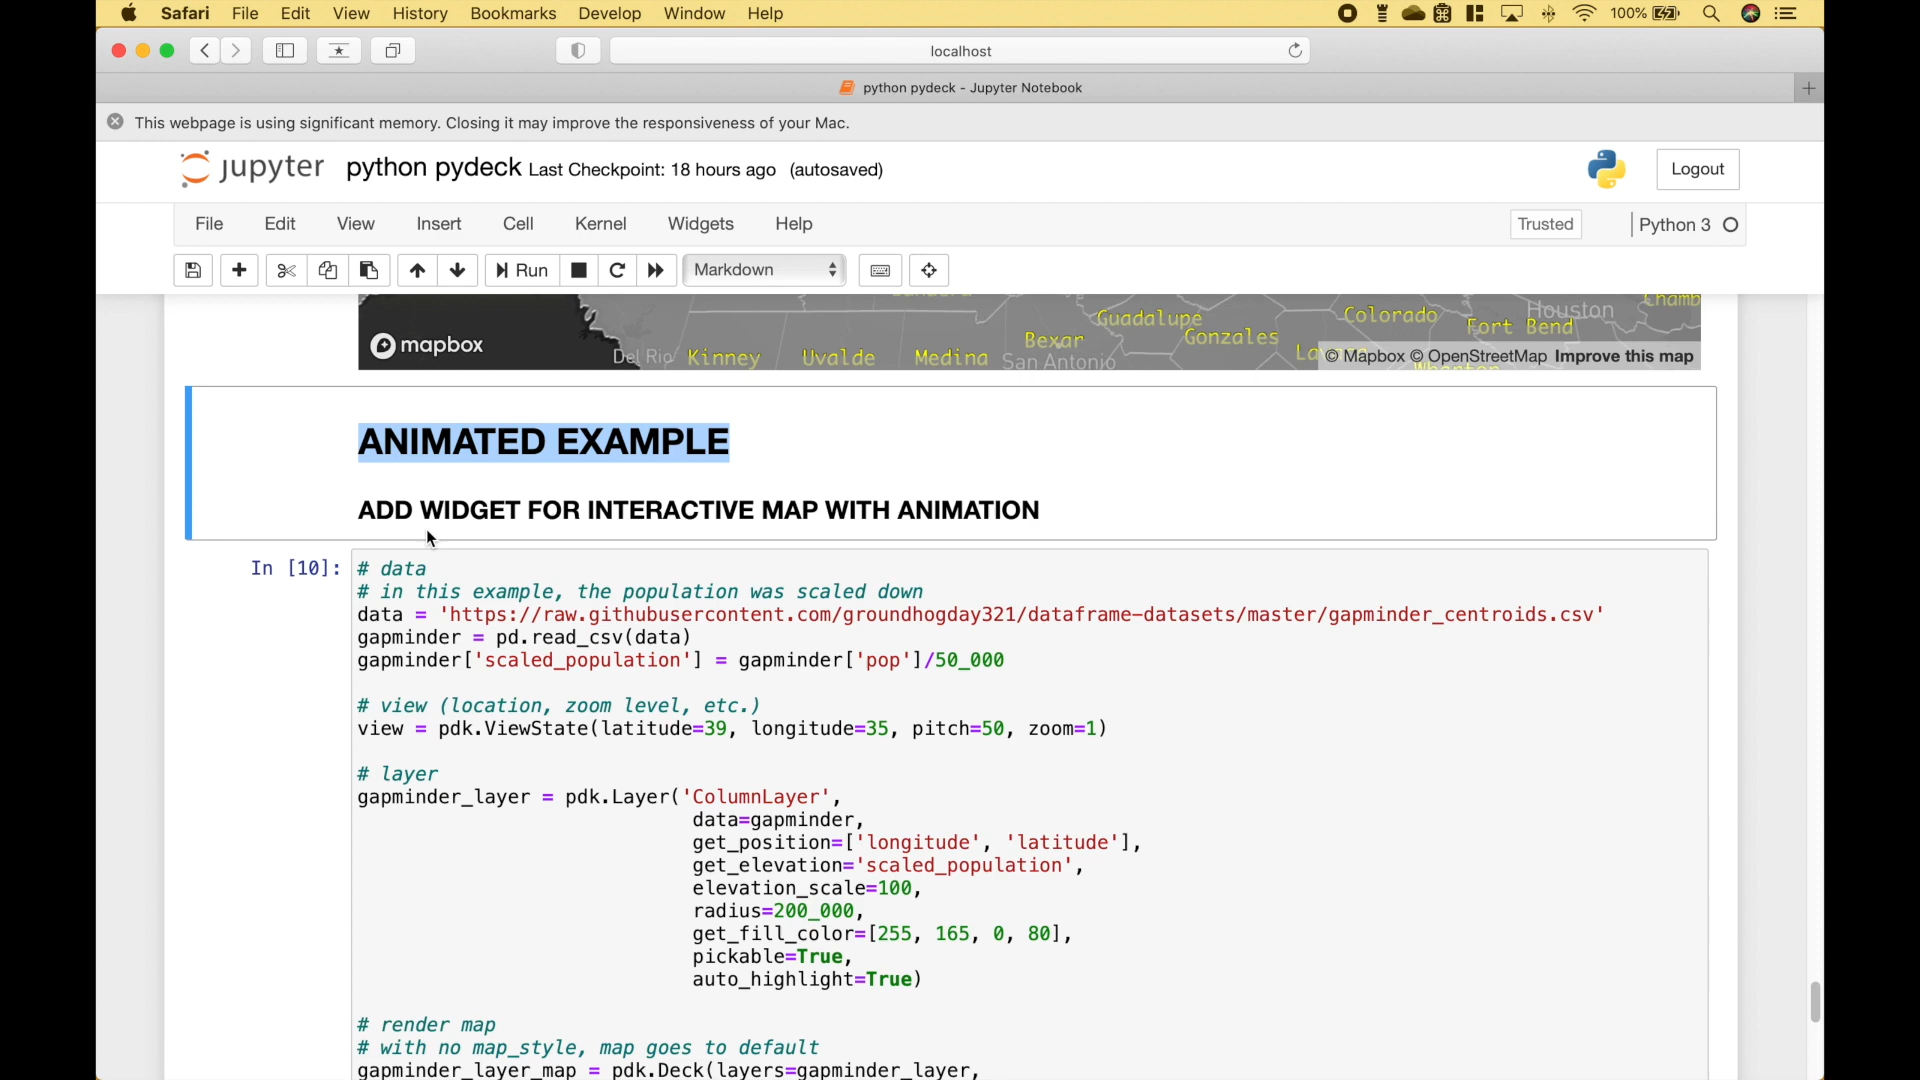 Safari File Edit View History Bookmarks Develop Window Help 100%
localhost
python pydeck - Jupyter Notebook
This webpage is using significant memory. Closing it may improve the responsiveness of your Mac.
jupyter python pydeck Last Checkpoint: 18 hours ago (autosaved) Logout
File Edit View Insert Cell Kernel Widgets Help Trusted Python 3
Run Markdown
Guadalupe Colorado Houston Chamb
Bexar Gonzales Fort Bend
mapbox Del Rio Kinney Uvalde Medina San Antonio © Mapbox © OpenStreetMap Improve this map
Wharton
ANIMATED EXAMPLE
ADD WIDGET FOR INTERACTIVE MAP WITH ANIMATION
In [10]: # data
# in this example, the population was scaled down
data = 'https://raw.githubusercontent.com/groundhogday321/dataframe-datasets/master/gapminder_centroids.csv'
gapminder = pd.read_csv(data)
gapminder['scaled_population'] = gapminder['pop']/50_000
# view (location, zoom level, etc.)
view = pdk.ViewState(latitude=39, longitude=35, pitch=50, zoom=1)
# layer
gapminder_layer = pdk.Layer('ColumnLayer',
data=gapminder,
get_position=['longitude', 'latitude'],
get_elevation='scaled_population',
elevation_scale=100,
radius=200_000,
get_fill_color=[255, 165, 0, 80],
pickable=True,
auto_highlight=True)
# render map
# with no map_style, map goes to default
gapminder_layer_map = pdk.Deck(layers=gapminder_layer,